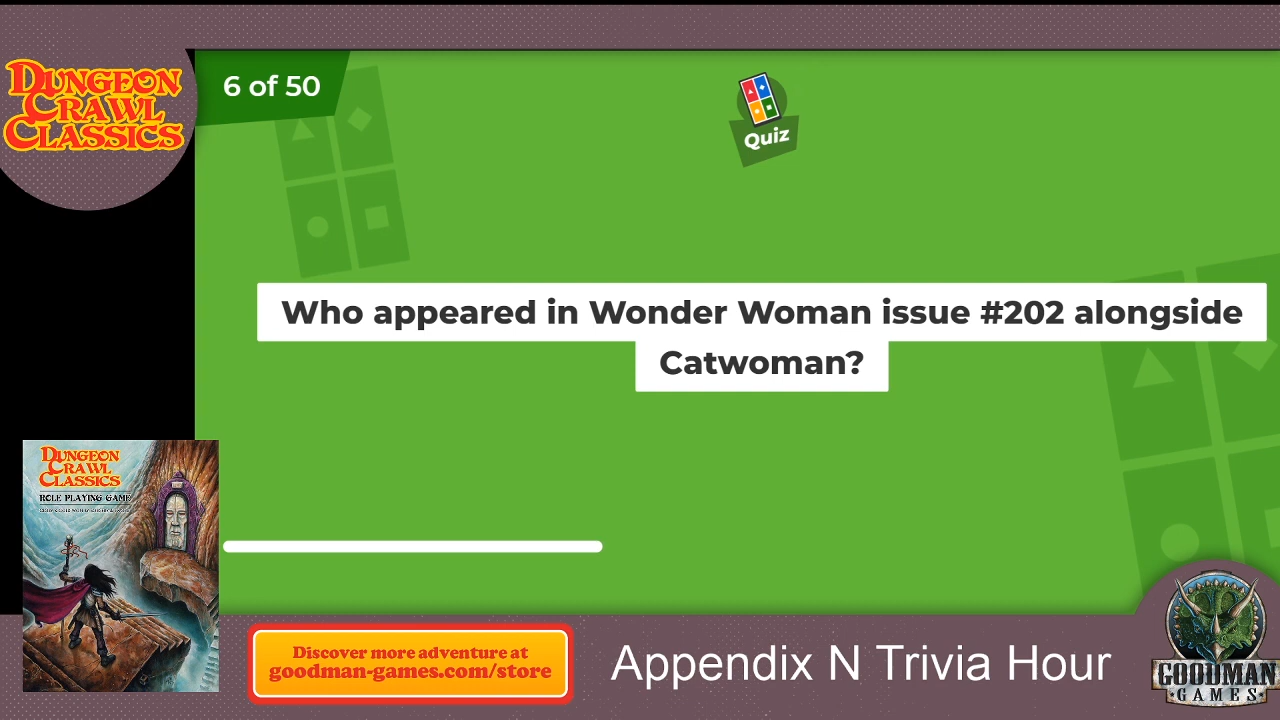 DUNGEON
CRAWL
CLASSICS
6 of 50
Quiz
Who appeared in Wonder Woman issue #202 alongside
Catwoman?
DUNGEON
CRAWL
CLASSICS
ROLE PLAYING GAME
Discover more adventure at
goodman-games.com/store
Appendix N Trivia Hour
GOODMAN
GAMES